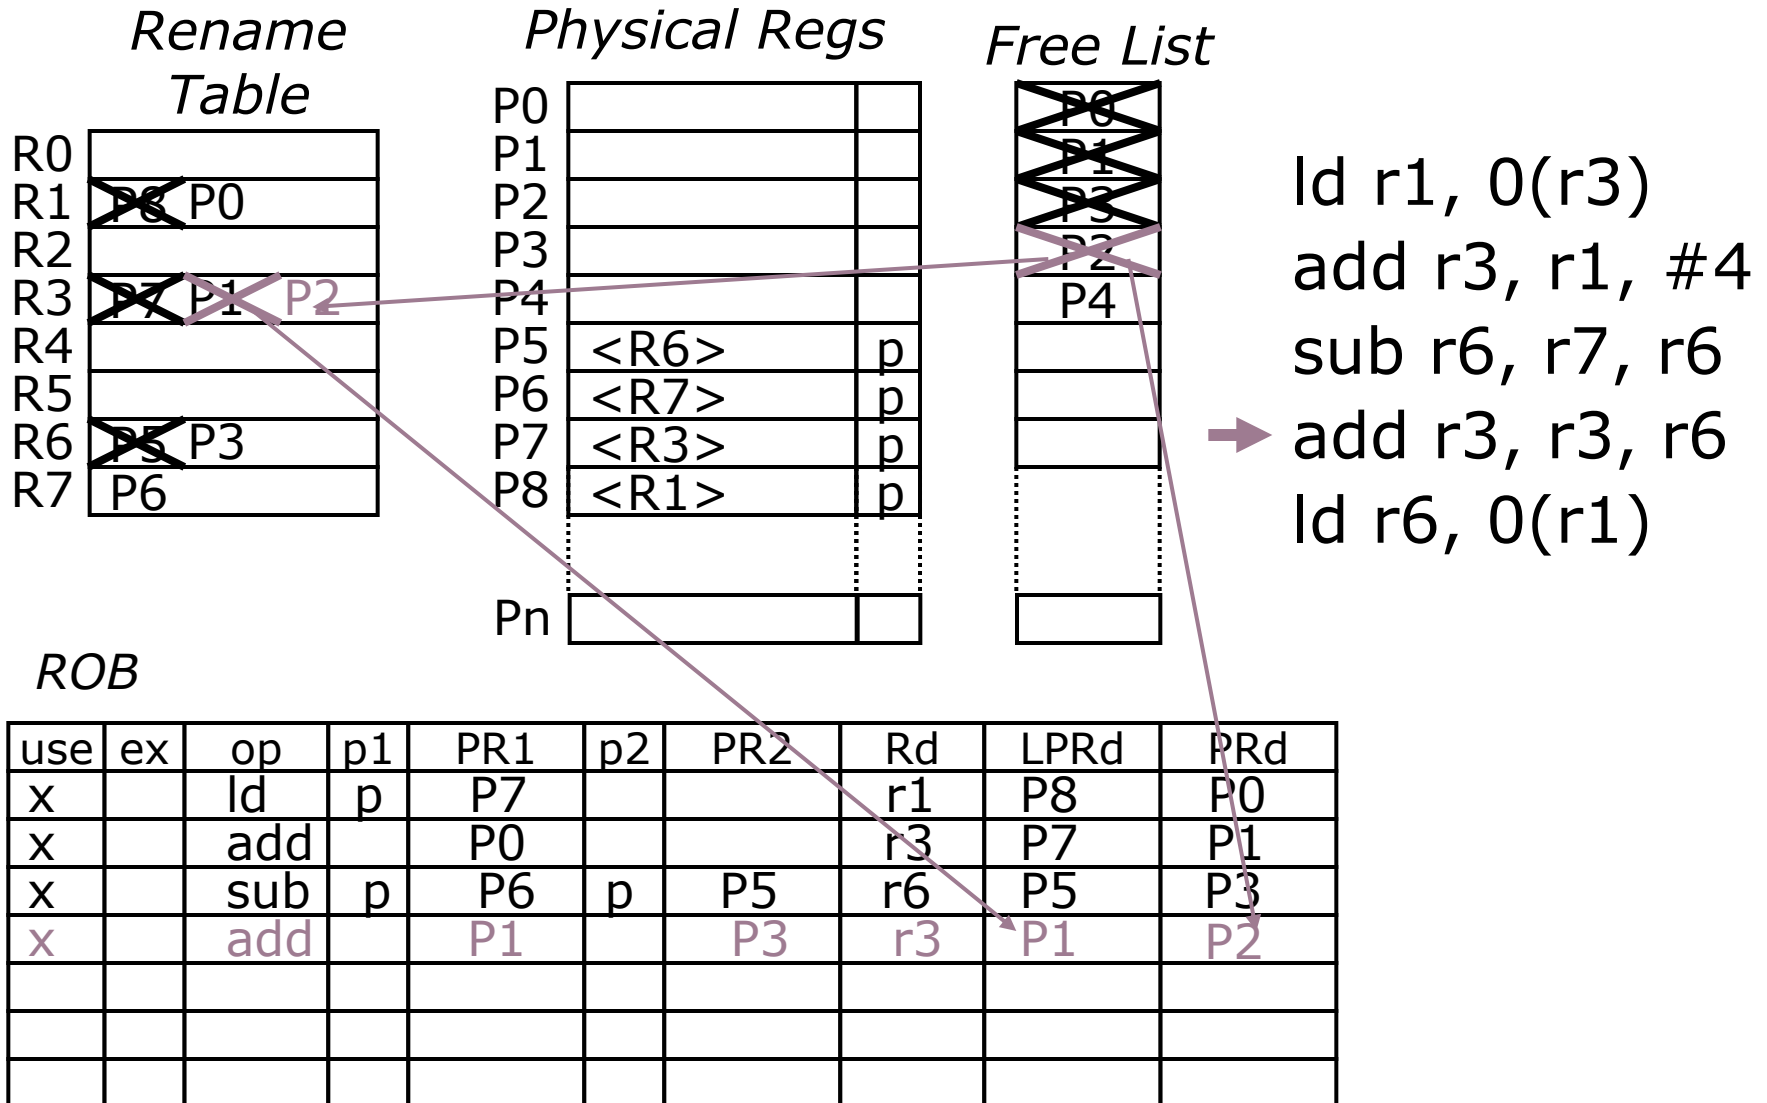 Rename Table
R0
R1 P8 P0
R2
R3 P7 P1 P2
R4
R5
R6 P5 P3
R7 P6
Physical Regs
P0
P1
P2
P3
P4
P5 <R6> p
P6 <R7> p
P7 <R3> p
P8 <R1> p
Pn
Free List
P0
P1
P3
P2
P4
ld r1, 0(r3)
add r3, r1, #4
sub r6, r7, r6
add r3, r3, r6
ld r6, 0(r1)
ROB
use ex op p1 PR1 p2 PR2 Rd LPRd PRd
x ld p P7 r1 P8 P0
x add P0 r3 P7 P1
x sub p P6 p P5 r6 P5 P3
x add P1 P3 r3 P1 P2